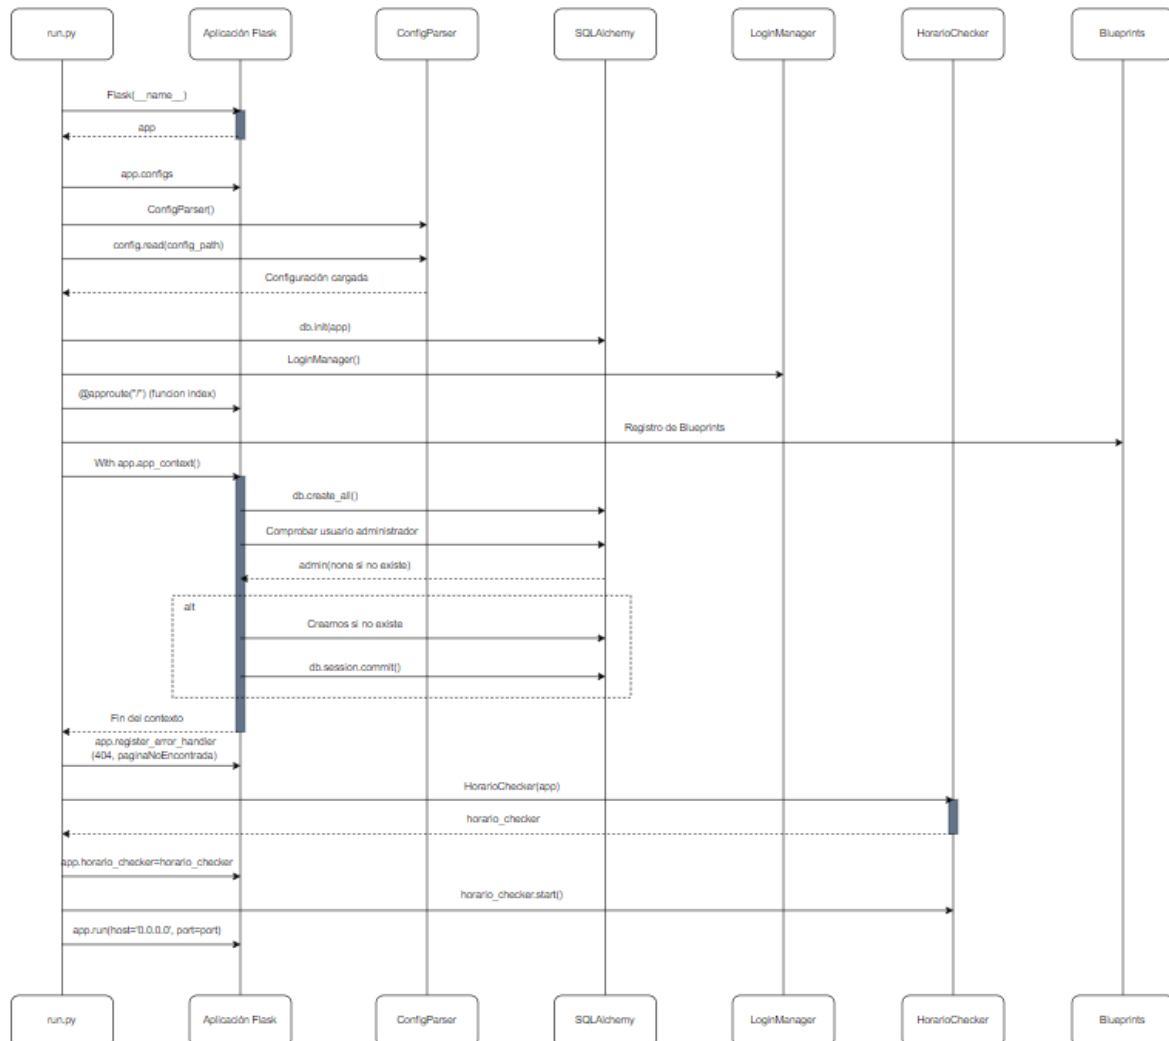 run.py
Aplicación Flask
ConfigParser
SQLAlchemy
LoginManager
HorarioChecker
Blueprints
Flask(__name__)
app
app.configs
ConfigParser()
config.read(config_path)
Configuración cargada
db.init(app)
LoginManager()
@approute("/") (funcion index)
Registro de Blueprints
With app.app_context()
db.create_all()
Comprobar usuario administrador
admin(none si no existe)
alt
Creamos si no existe
db.session.commit()
Fin del contexto
app.register_error_handler
(404, paginaNoEncontrada)
HorarioChecker(app)
horario_checker
app.horario_checker=horario_checker
horario_checker.start()
app.run(host='0.0.0.0', port=port)
run.py
Aplicación Flask
ConfigParser
SQLAlchemy
LoginManager
HorarioChecker
Blueprints